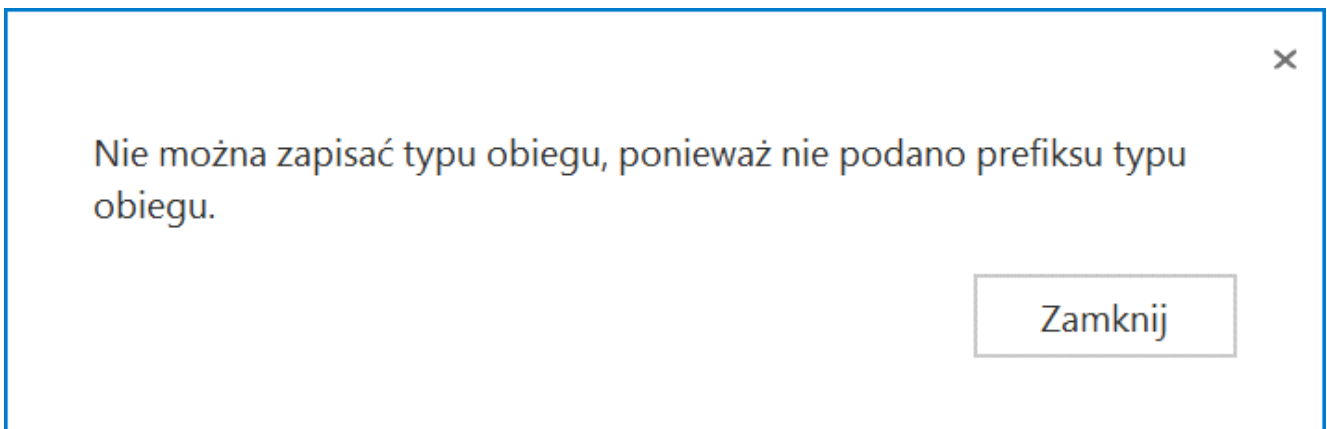 Nie można zapisać typu obiegu, ponieważ nie podano prefiksu typu
obiegu.
Zamknij